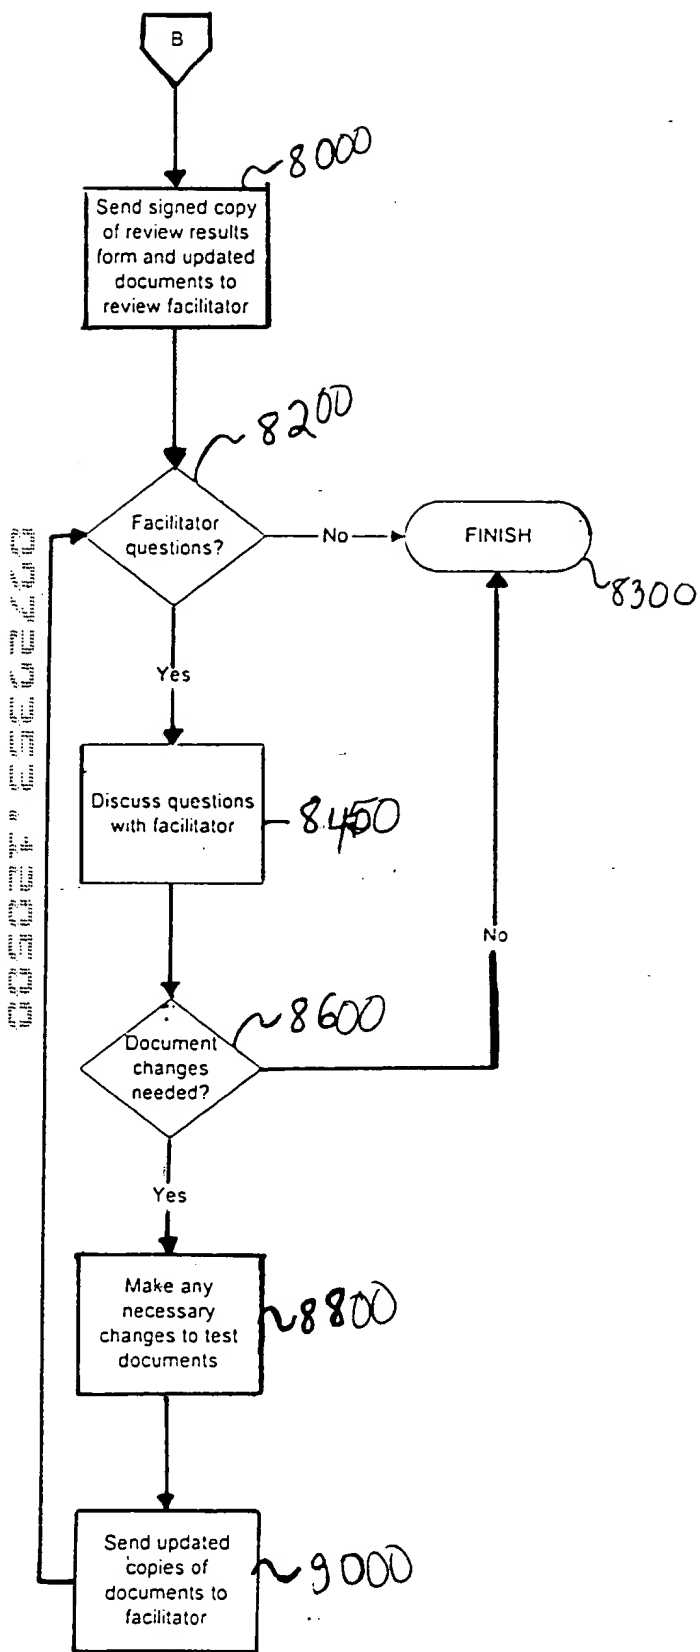 B
8000
Send signed copy
of review results
form and updated
documents to
review facilitator
8200
Facilitator
questions?
No
FINISH
8300
Yes
Discuss questions
with facilitator
8450
No
8600
Document
changes
needed?
Yes
Make any
necessary
changes to test
documents
8800
Send updated
copies of
documents to
facilitator
9000